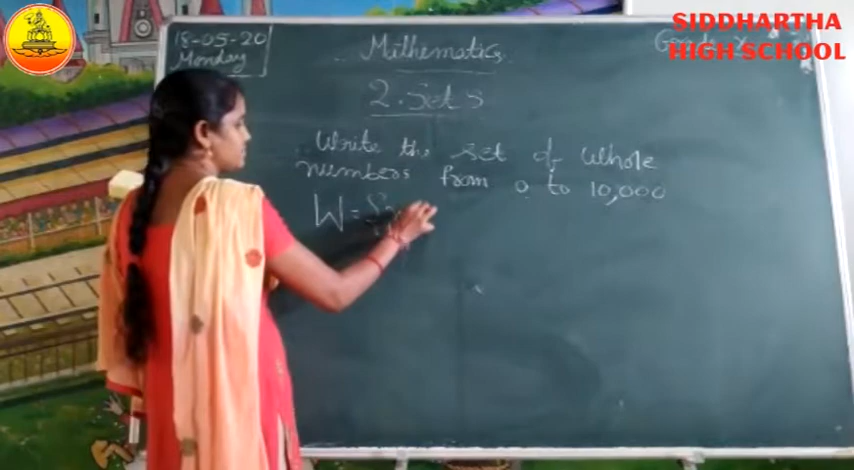 SIDDHARTHA
HIGH SCHOOL
18-05-20
Monday
Mathematics
2. Sets
Write the set of Whole
numbers from 0 to 10,000
W = {